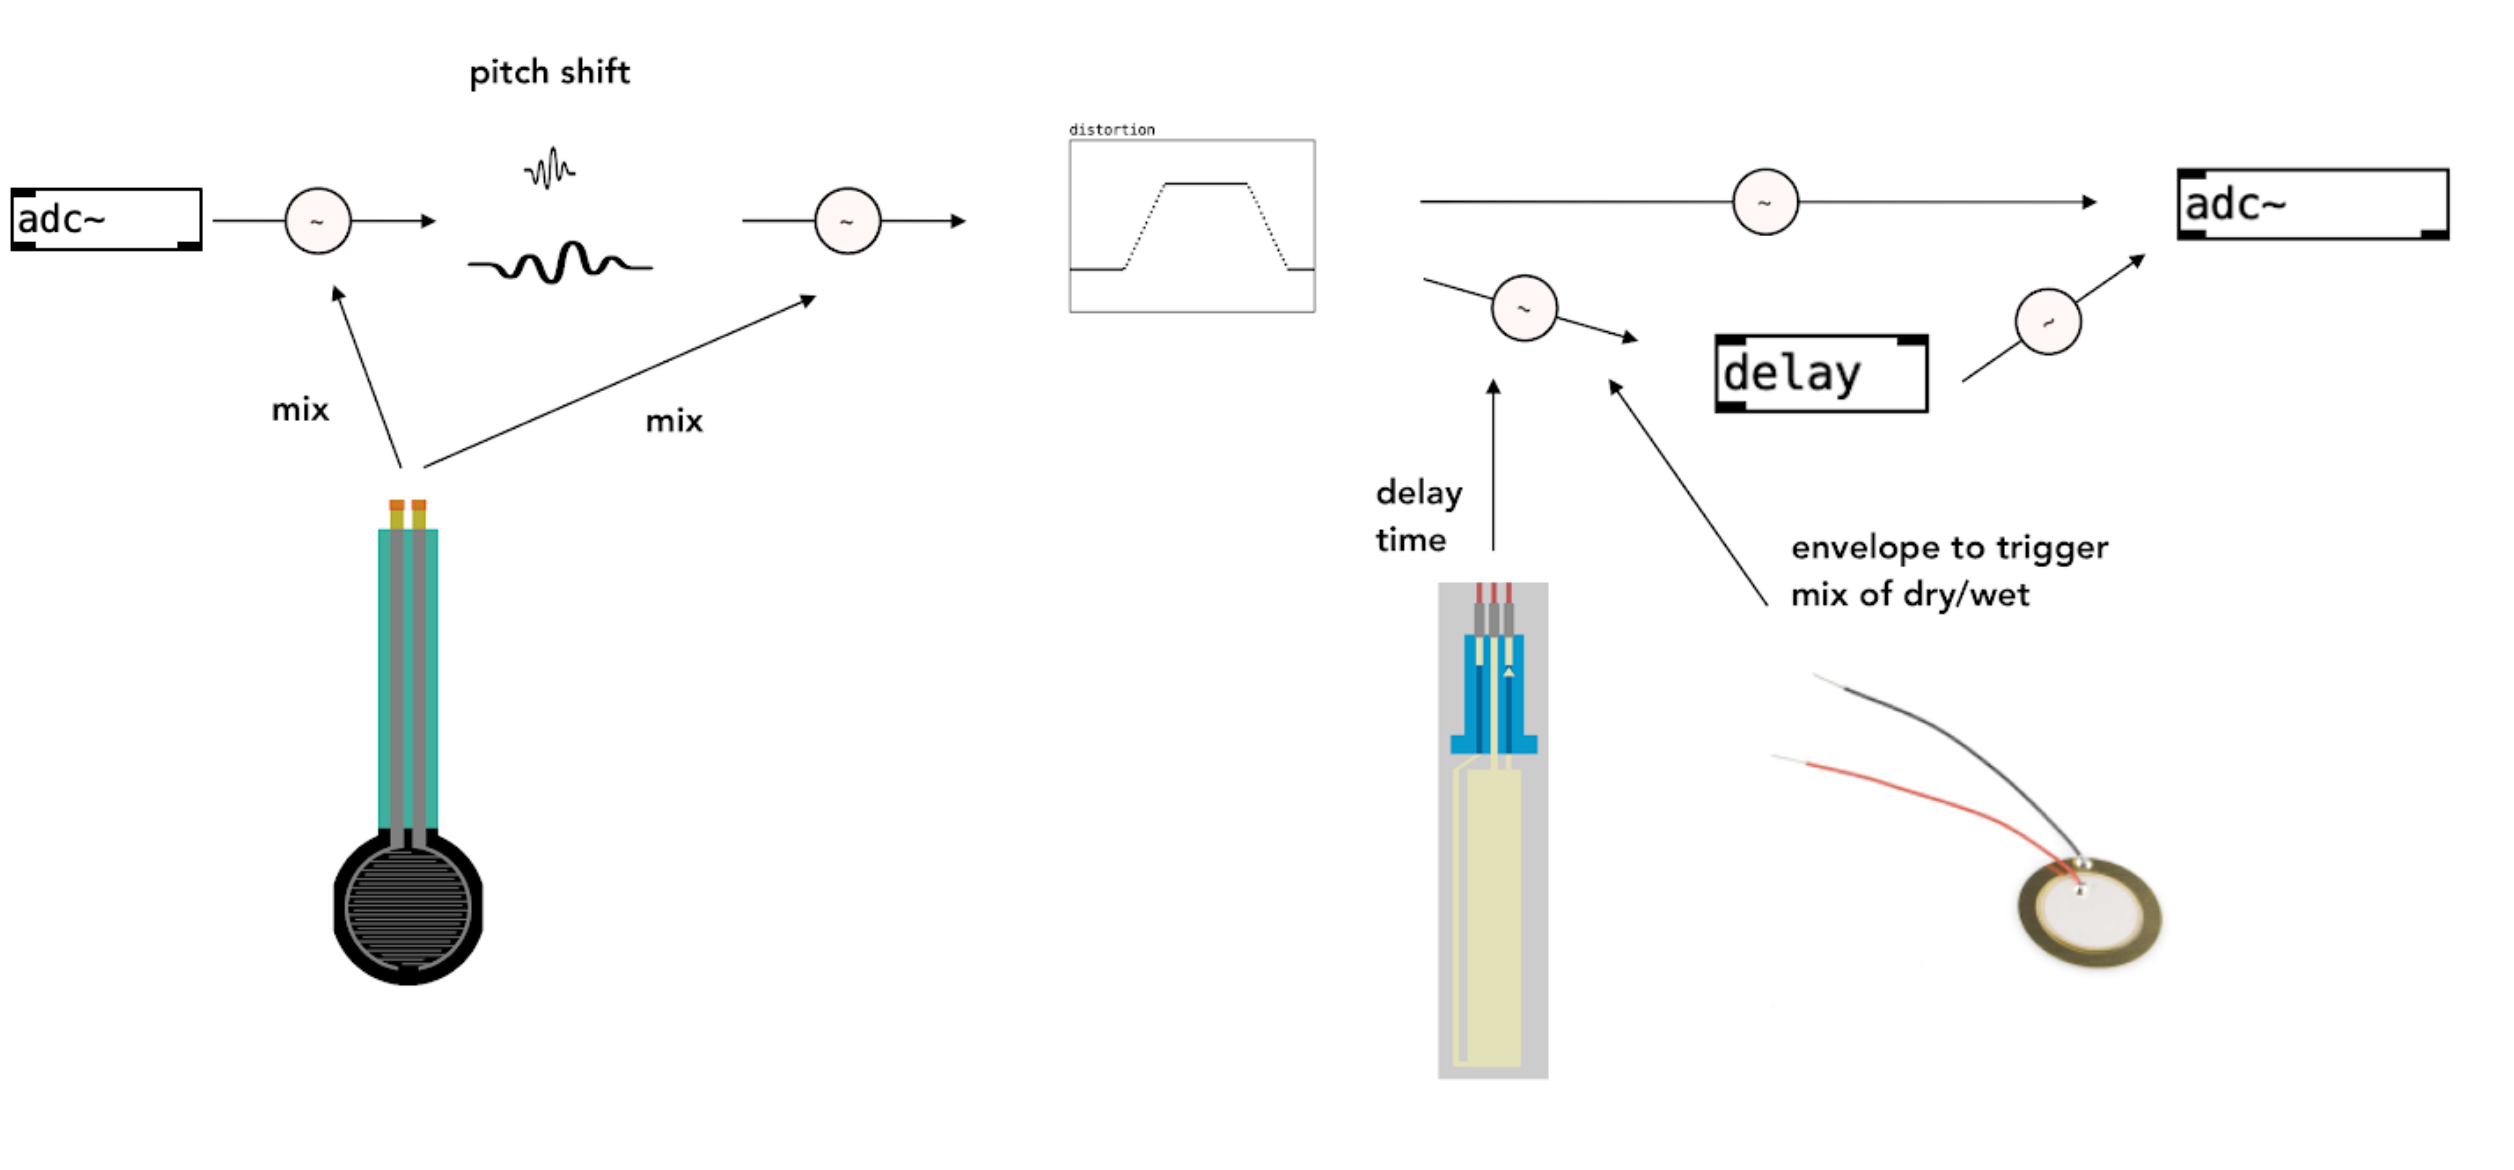 pitch shift
distortion
adc~
~
~
~
adc~
~
~
delay
mix
mix
delay
time
envelope to trigger
mix of dry/wet